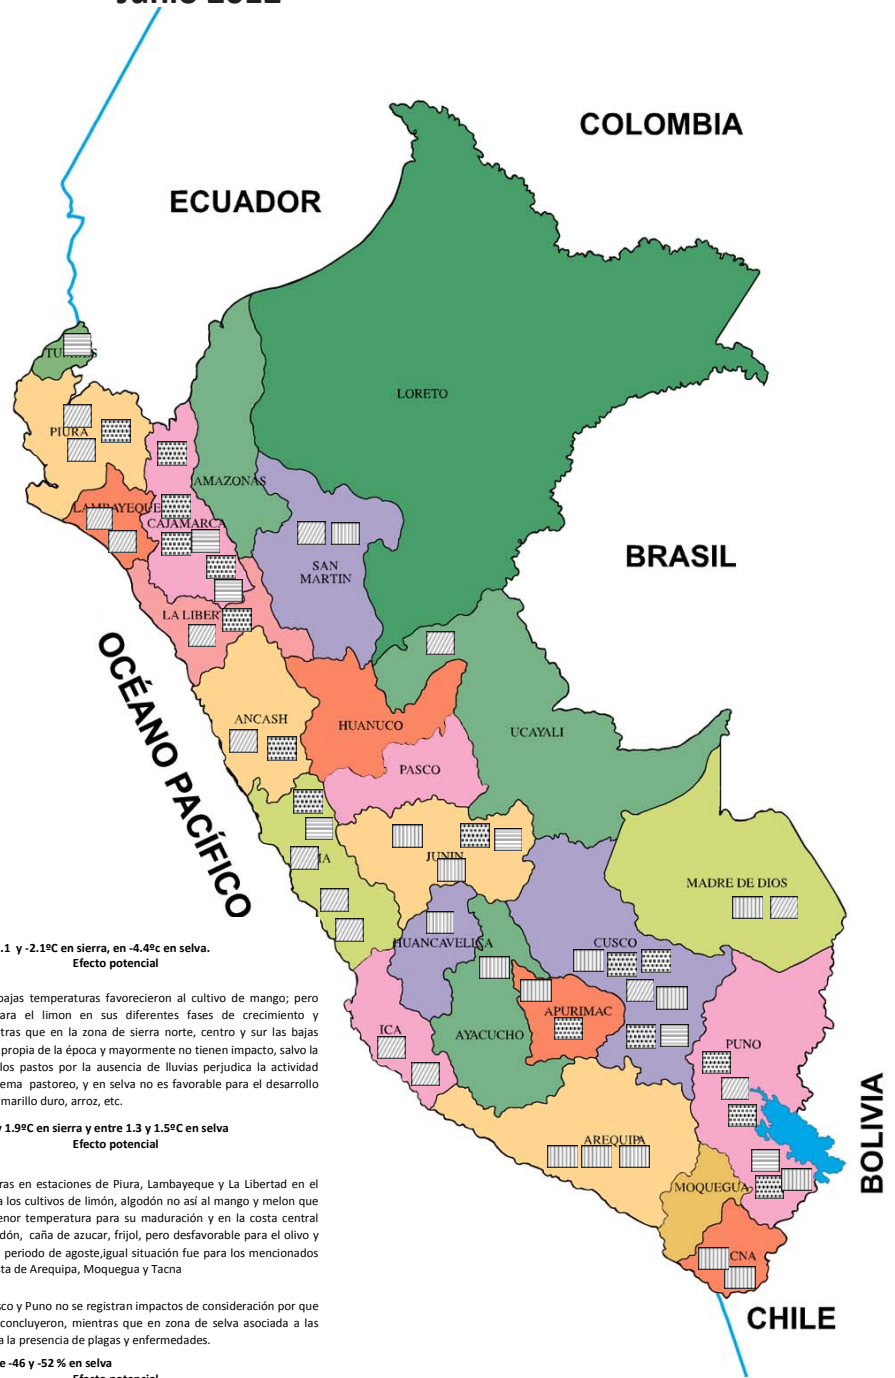 COLOMBIA
ECUADOR
LORETO
PIURA
AMAZONAS
LAMBAYEQUE
CAJAMARCA
BRASIL
SAN
MARTIN
LA LIBER
OCÉANO PACÍFICO
ANCASH
HUANUCO
UCAYALI
PASCO
JUNIN
MADRE DE DIOS
HUANCAVELICA
CUSCO
APURIMAC
ICA
AYACUCHO
PUNO
AREQUIPA
MOQUEGUA
CNA
BOLIVIA
CHILE
.1 y -2.1ºC en sierra, en -4.4ºc en selva.
Efecto potencial
bajas temperaturas favorecieron al cultivo de mango; pero
ara el limon en sus diferentes fases de crecimiento y
tras que en la zona de sierra norte, centro y sur las bajas
propia de la época y mayormente no tienen impacto, salvo la
los pastos por la ausencia de lluvias perjudica la actividad
ema pastoreo, y en selva no es favorable para el desarrollo
amarillo duro, arroz, etc.
y 1.9ºC en sierra y entre 1.3 y 1.5ºC en selva
Efecto potencial
ras en estaciones de Piura, Lambayeque y La Libertad en el
a los cultivos de limón, algodón no así al mango y melon que
enor temperatura para su maduración y en la costa central
dón, caña de azucar, frijol, pero desfavorable para el olivo y
periodo de agoste,igual situación fue para los mencionados
sta de Arequipa, Moquegua y Tacna
sco y Puno no se registran impactos de consideración por que
concluyeron, mientras que en zona de selva asociada a las
a la presencia de plagas y enfermedades.
e -46 y -52 % en selva